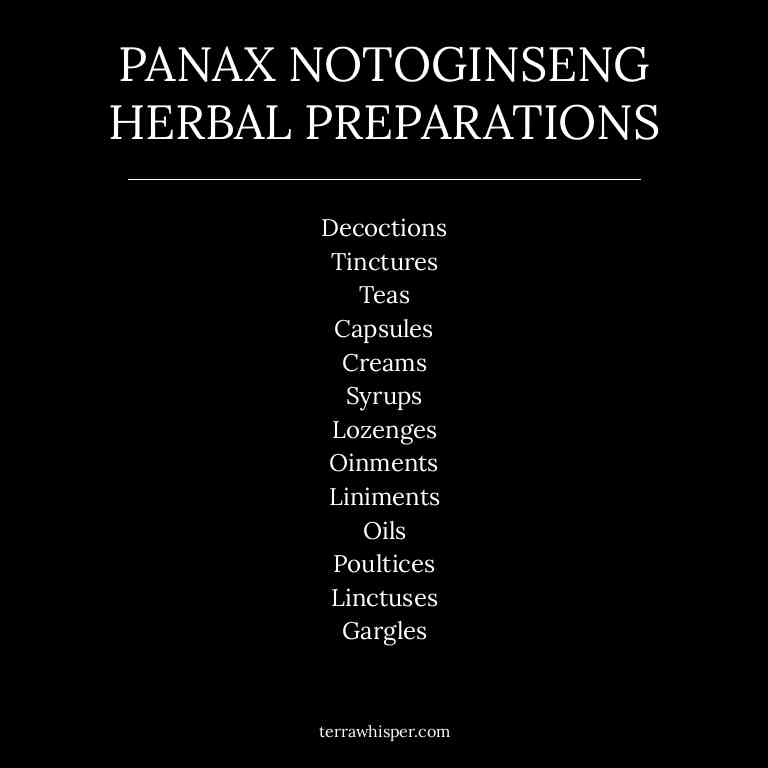 PANAX NOTOGINSENG
HERBAL PREPARATIONS
Decoctions
Tinctures
Teas
Capsules
Creams
Syrups
Lozenges
Oinments
Liniments
Oils
Poultices
Linctuses
Gargles
terrawhisper.com